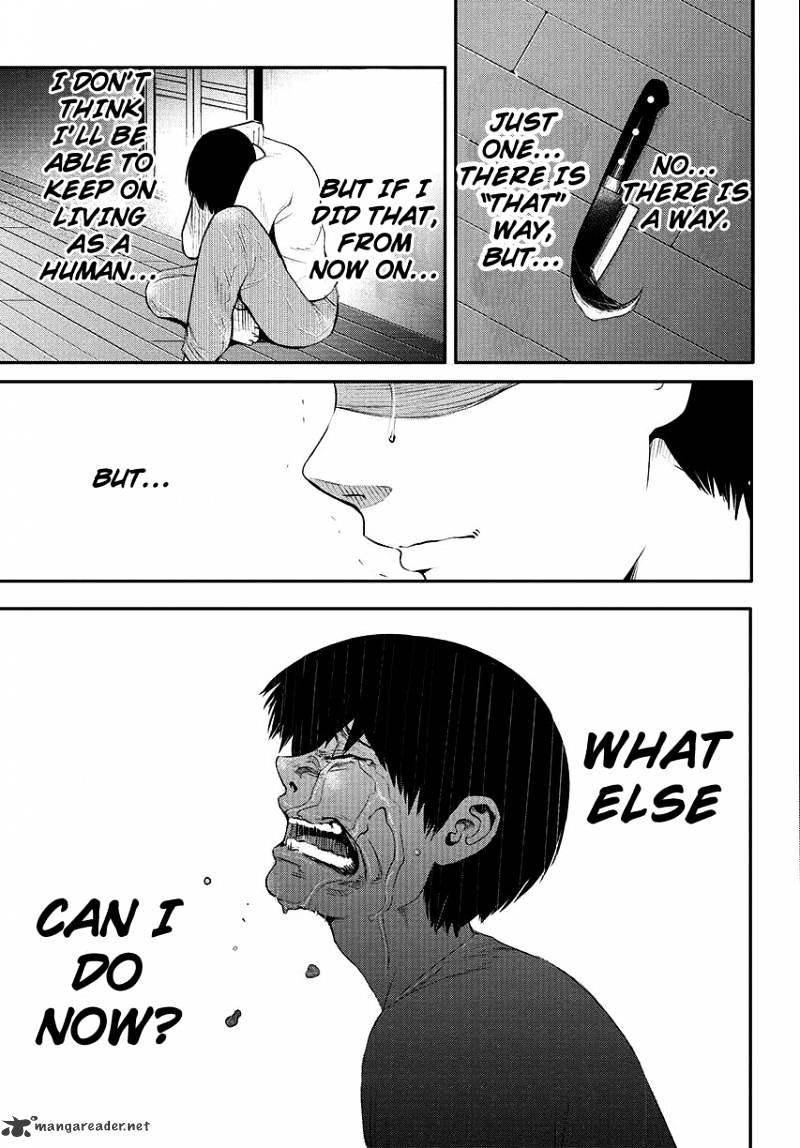 NO...
THERE IS
A WAY.
JUST
ONE...
THERE IS
"THAT"
WAY,
BUT...
BUT IF I
DID THAT,
FROM
NOW ON...
I DON'T
THINK
I'LL BE
ABLE TO
KEEP ON
LIVING
AS A
HUMAN...
BUT...
WHAT
ELSE
CAN I
DO
NOW?
mangareader.net